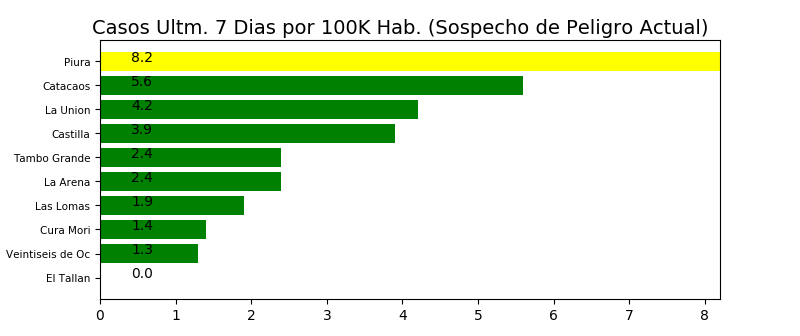 Casos Ultm. 7 Dias por 100K Hab. (Sospecho de Peligro Actual)
Piura 8.2
Catacaos 5.6
La Union 4.2
Castilla 3.9
Tambo Grande 2.4
La Arena 2.4
Las Lomas 1.9
Cura Mori 1.4
Veintiseis de Oc 1.3
El Tallan 0.0
0 1 2 3 4 5 6 7 8